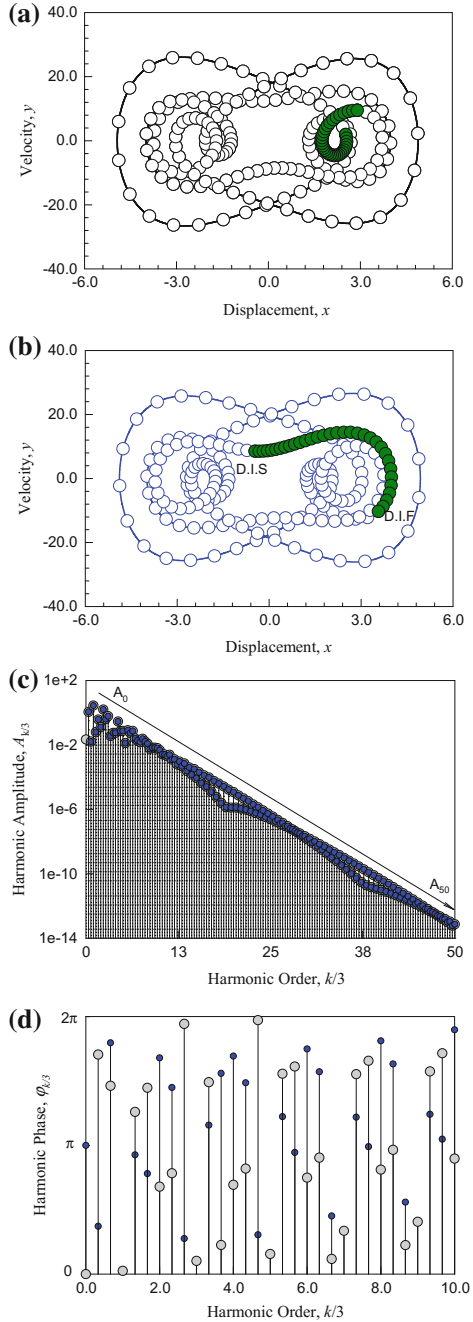 (a)
40.0
20.0
0.0
-20.0
-40.0
Velocity, y
-6.0 -3.0 0.0 3.0 6.0
Displacement, x
(b)
40.0
20.0
0.0
-20.0
-40.0
Velocity, y
D.I.S
D.I.F
-6.0 -3.0 0.0 3.0 6.0
Displacement, x
(c)
1e+2
1e-2
1e-6
1e-10
1e-14
Harmonic Amplitude, A_{k/3}
A_0
A_{50}
0 13 25 38 50
Harmonic Order, k/3
(d)
2π
π
0
Harmonic Phase, φ_{k/3}
0.0 2.0 4.0 6.0 8.0 10.0
Harmonic Order, k/3